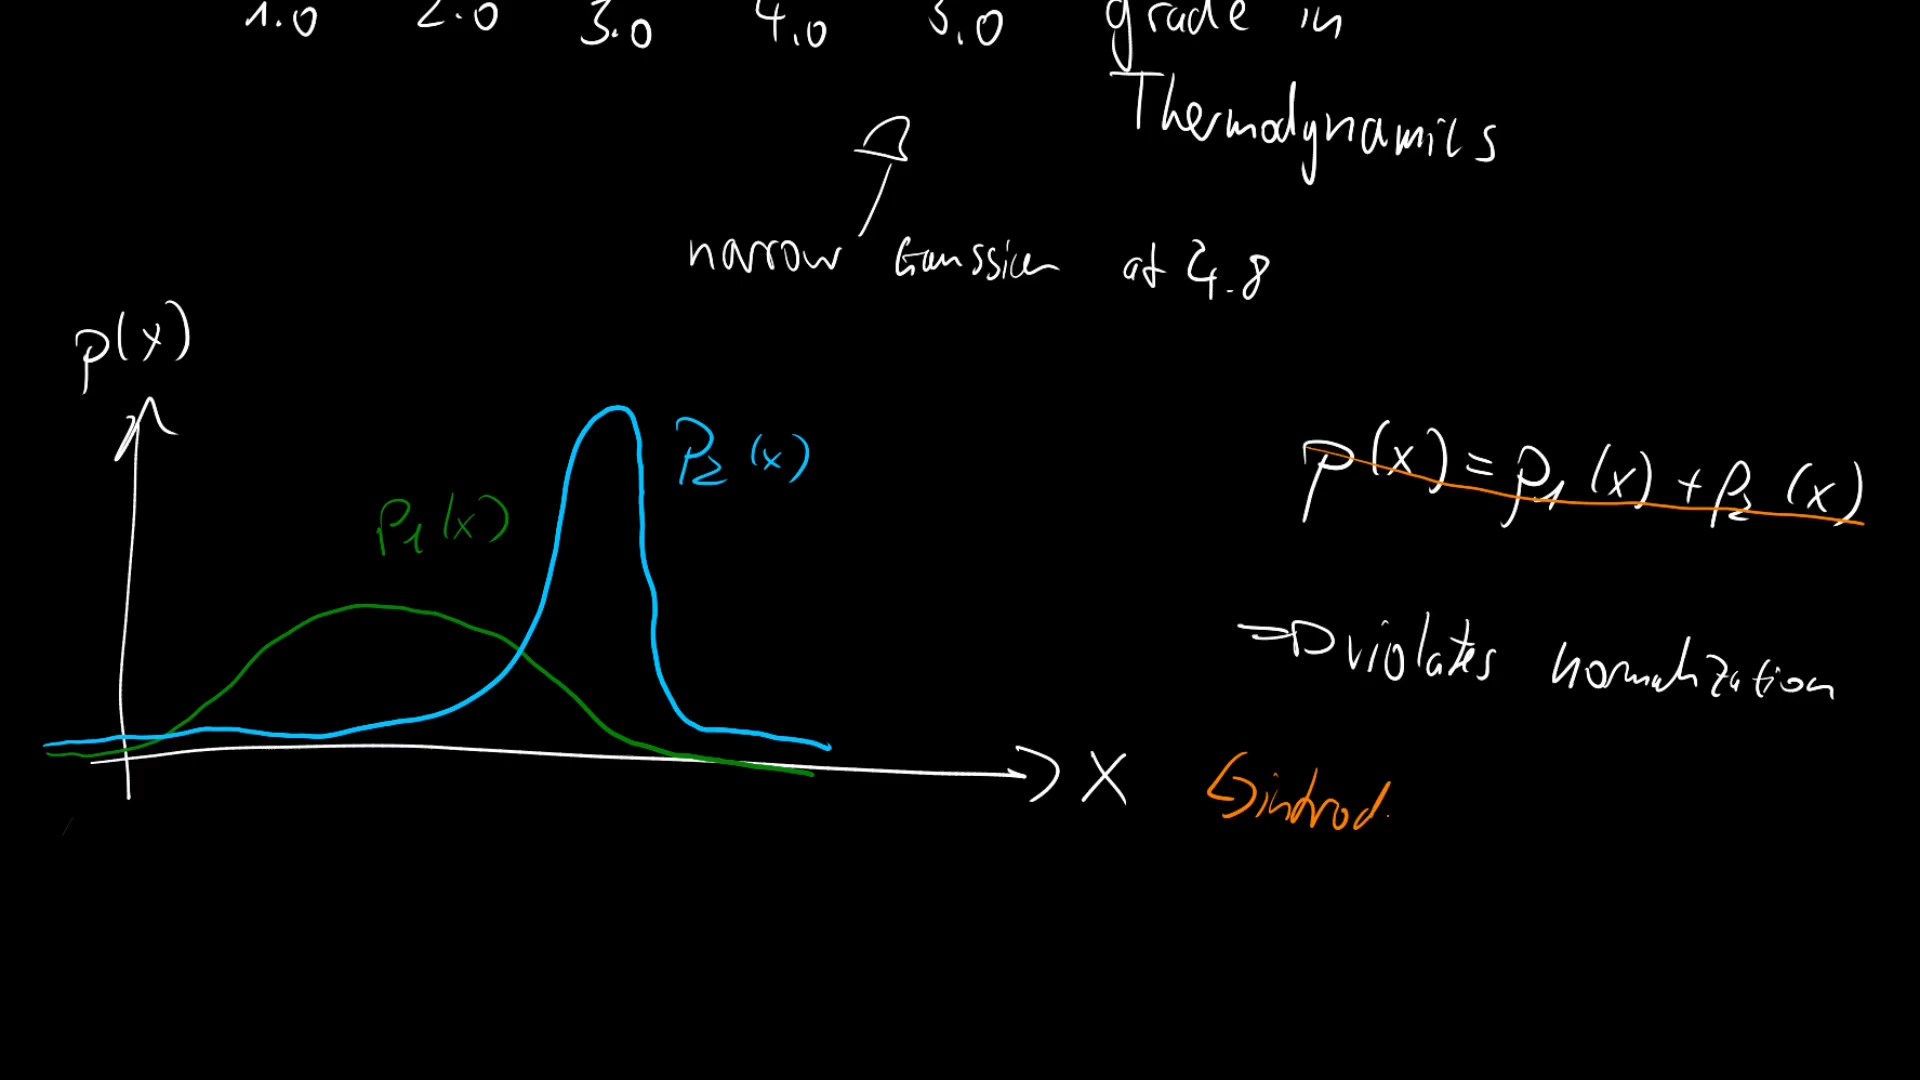 1.0 2.0 3.0 4.0 5.0 grade in
Thermodynamics
narrow Gaussian at 4.8
p(x)
P₂(x)
P₁(x)
p(x) = p₁(x) + p₂(x)
⇒ violates normalization
x
↳ introd